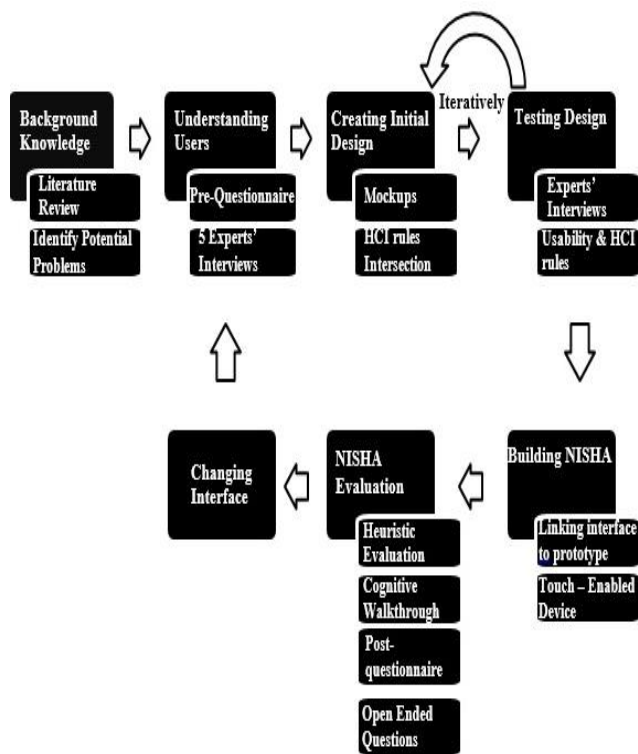 Iteratively
Background
Knowledge
Literature
Review
Identify Potential
Problems
Understanding
Users
Pre-Questionnaire
5 Experts'
Interviews
Creating Initial
Design
Mockups
HCI rules
Intersection
Testing Design
Experts'
Interviews
Usability & HCI
rules
Building NISHA
Linking interface
to prototype
Touch – Enabled
Device
NISHA
Evaluation
Heuristic
Evaluation
Cognitive
Walkthrough
Post-
questionnaire
Open Ended
Questions
Changing
Interface